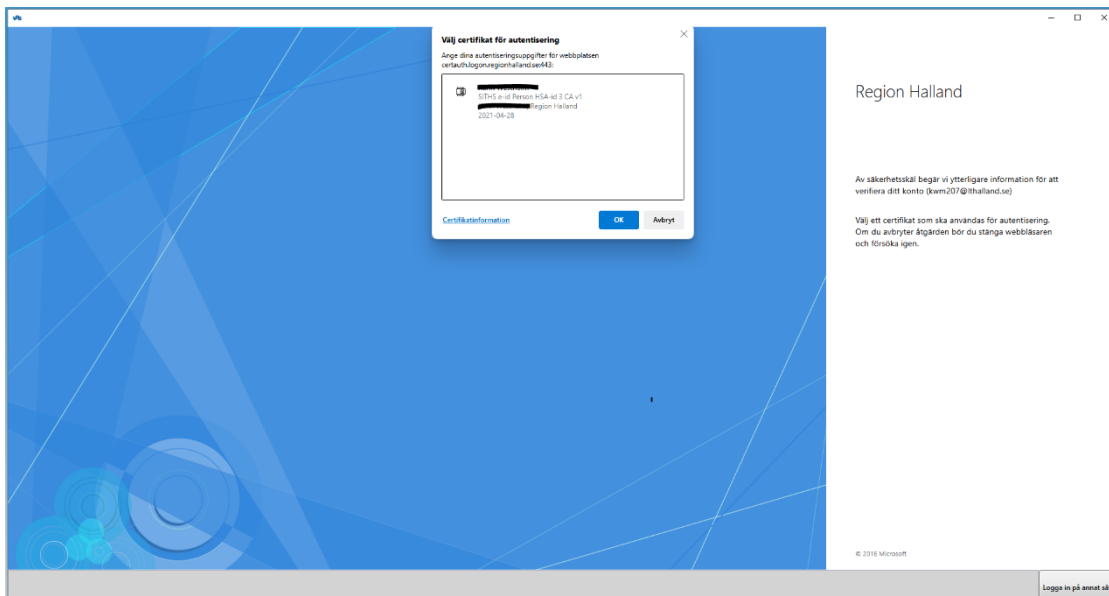 Välj certifikat för autentisering
Ange dina autentiseringsuppgifter för webbplatsen
certauth.logon.regionhalland.se:443:
SITHS e-id Person HSA-id 3 CA v1
Region Halland
2021-04-28
Certifikatinformation
OK
Avbryt
Region Halland
Av säkerhetsskäl begär vi ytterligare information för att
verifiera ditt konto (kwm207@lthalland.se)
Välj ett certifikat som ska användas för autentisering.
Om du avbryter åtgärden bör du stänga webbläsaren
och försöka igen.
© 2016 Microsoft
Logga in på annat sä